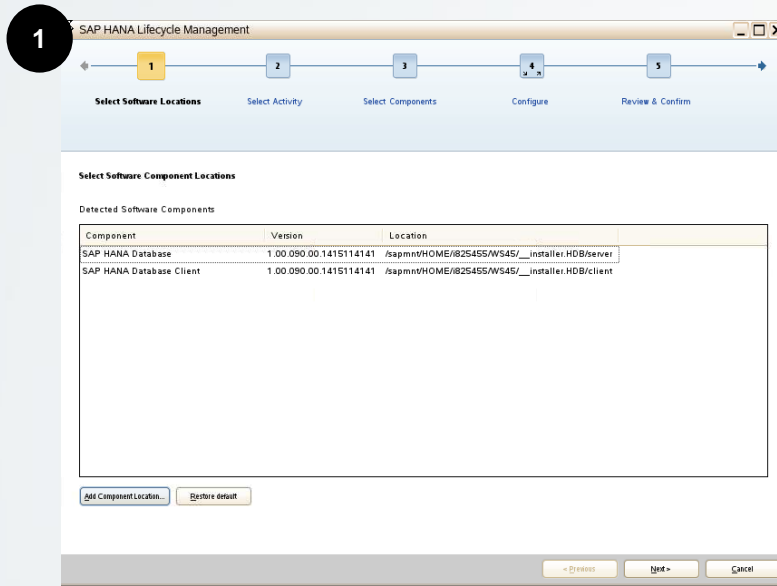 1
SAP HANA Lifecycle Management
1 2 3 4 5
Select Software Locations Select Activity Select Components Configure Review & Confirm
Select Software Component Locations
Detected Software Components
Component Version Location
SAP HANA Database 1.00.090.00.1415114141 /sapmnt/HOME/i825455/WS45/__installer.HDB/server
SAP HANA Database Client 1.00.090.00.1415114141 /sapmnt/HOME/i825455/WS45/__installer.HDB/client
Add Component Location... Restore default
< Previous Next > Cancel